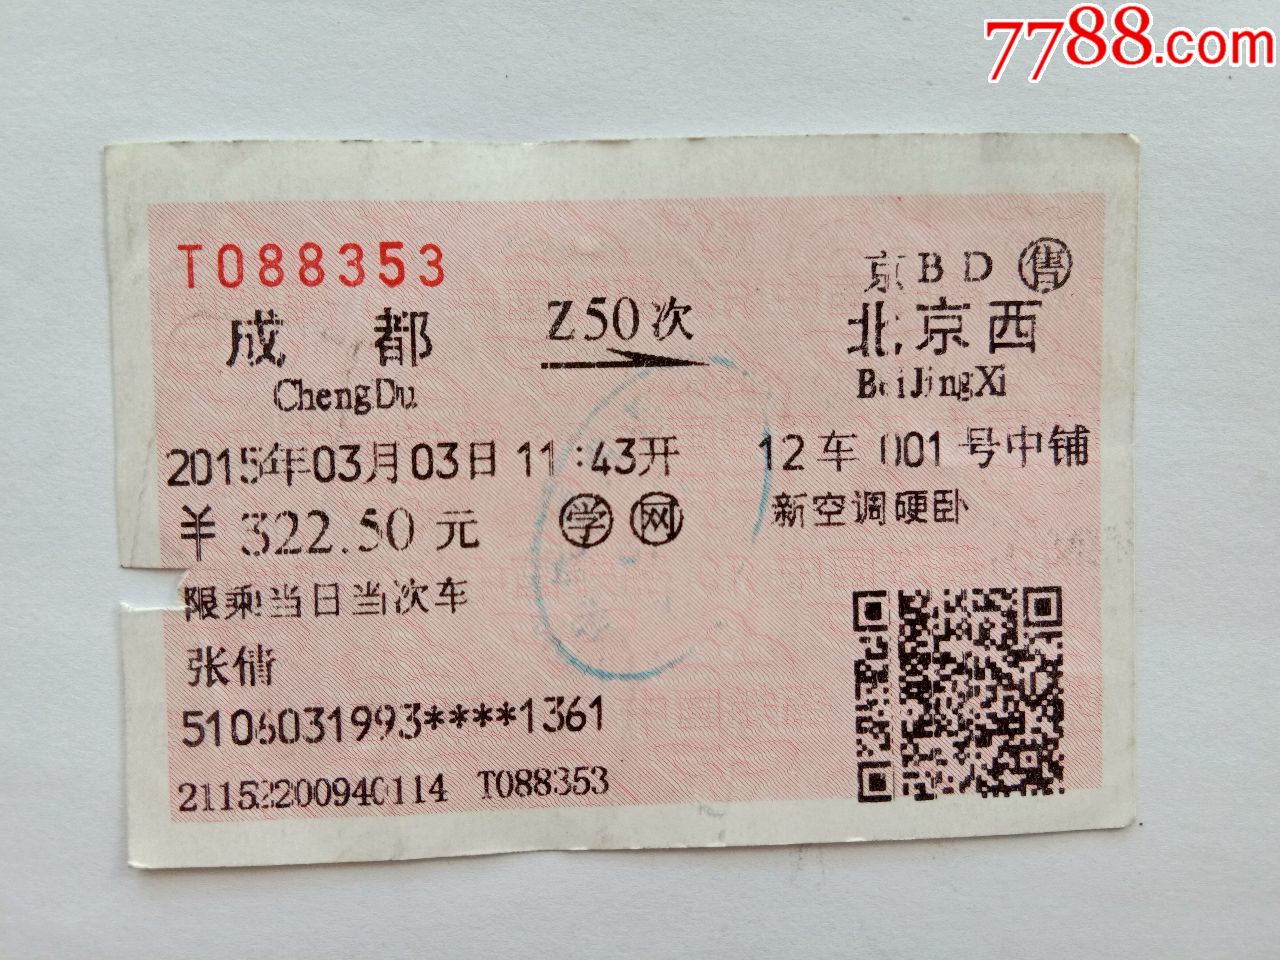 7788.com
T088353
京BD 售
成都 Z50次 北京西
ChengDu BeiJingXi
2015年03月03日 11:43开 12车001号中铺
¥322.50元 学 网 新空调硬卧
限乘当日当次车
张倩
5106031993****1361
21152200940114 T088353